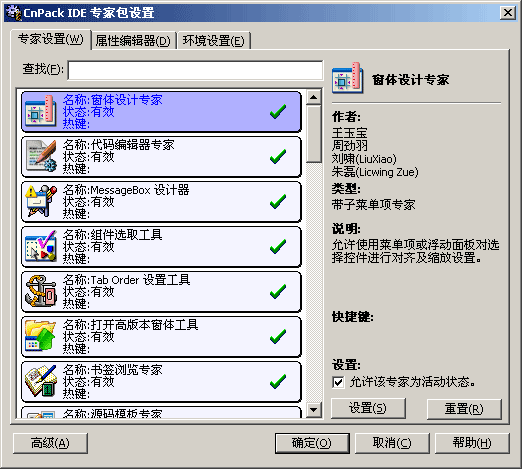 CnPack IDE 专家包设置
专家设置(W)
属性编辑器(D)
环境设置(E)
查找(F):
名称:窗体设计专家
状态:有效
热键:
名称:代码编辑器专家
状态:有效
热键:
名称:MessageBox 设计器
状态:有效
热键:
名称:组件选取工具
状态:有效
热键:
名称:Tab Order 设置工具
状态:有效
热键:
名称:打开高版本窗体工具
状态:有效
热键:
名称:书签浏览专家
状态:有效
热键:
名称:源码模板专家
窗体设计专家
作者:
王玉宝
周劲羽
刘啸(LiuXiao)
朱磊(Licwing Zue)
类型:
带子菜单项专家
说明:
允许使用菜单项或浮动面板对选
择控件进行对齐及缩放设置。
快捷键:
设置:
允许该专家为活动状态。
设置(S)
重置(R)
高级(A)
确定(O)
取消(C)
帮助(H)